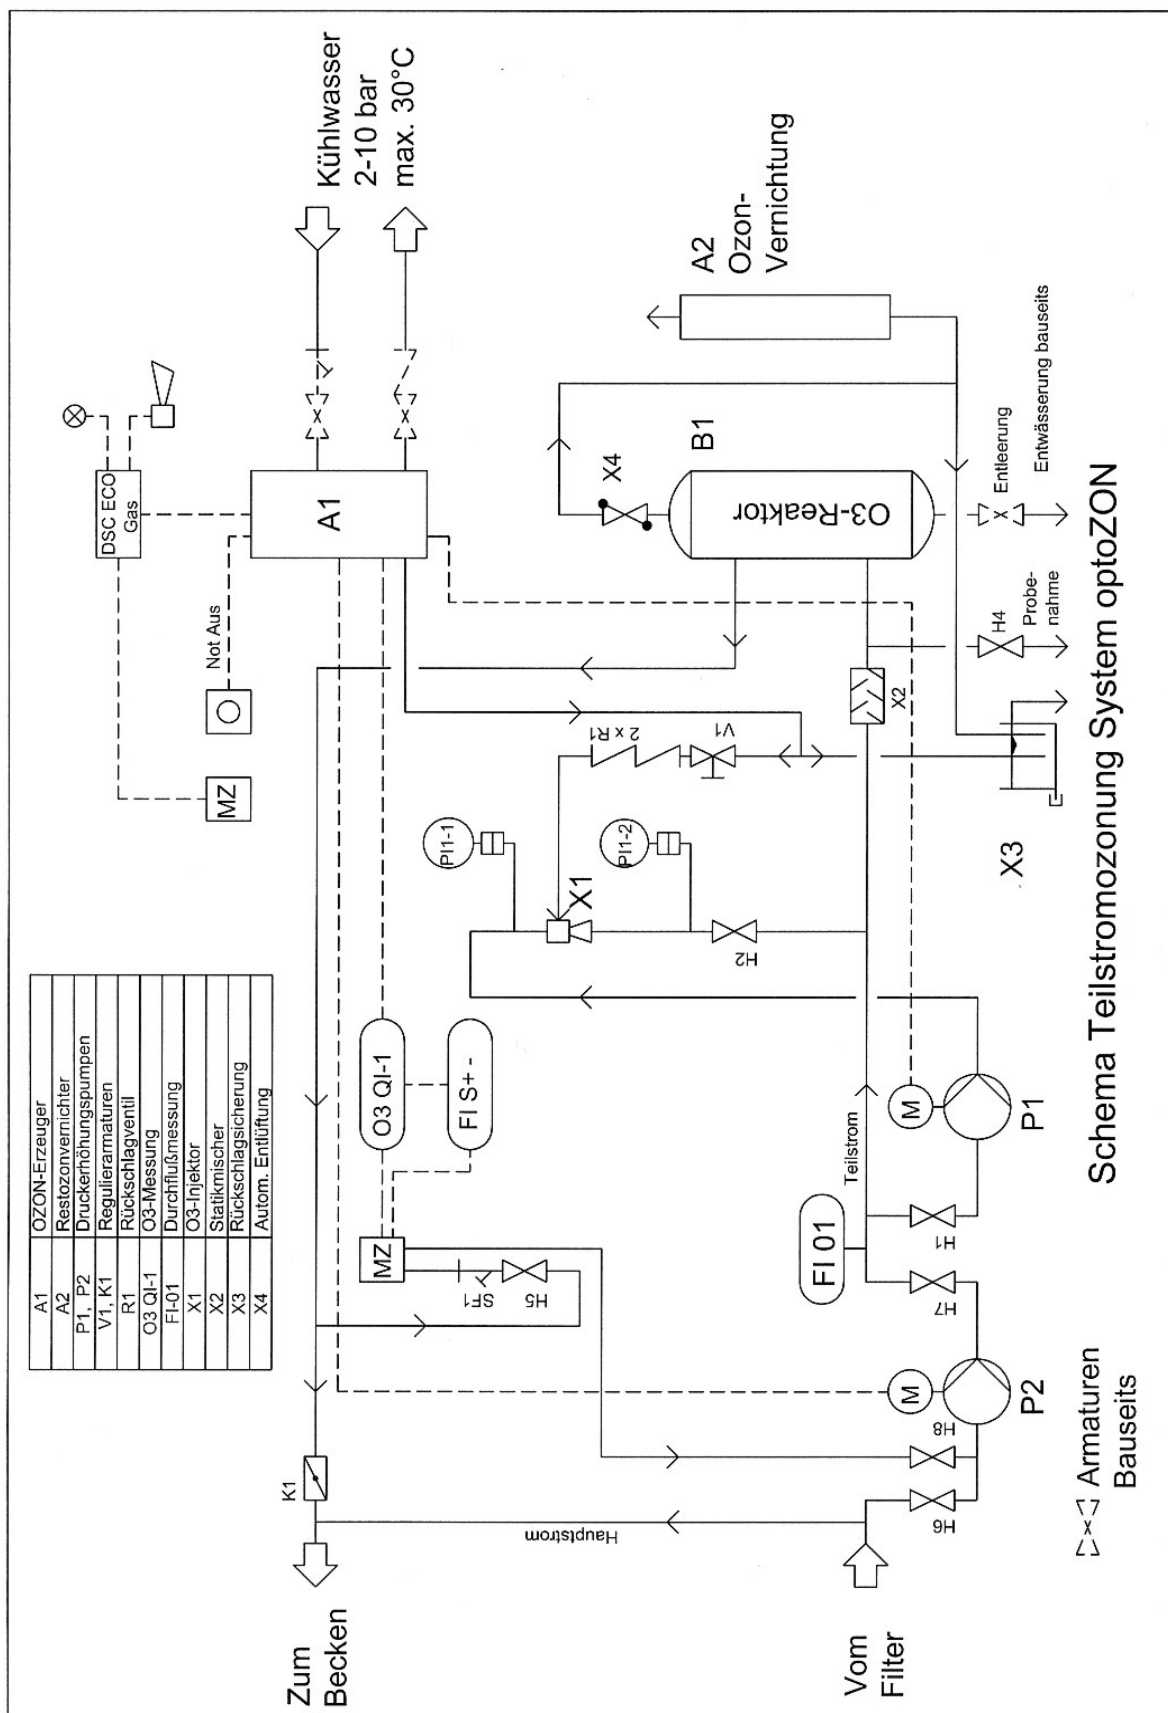 A1 OZON-Erzeuger
A2 Restozonvernichter
P1, P2 Druckerhöhungspumpen
V1, K1 Regulierarmaturen
R1 Rückschlagventil
O3 QI-1 O3-Messung
FI-01 Durchflußmessung
X1 O3-Injektor
X2 Statikmischer
X3 Rückschlagsicherung
X4 Autom. Entlüftung
MZ
Not Aus
DSC ECO
Gas
A1
Kühlwasser
2-10 bar
max. 30°C
Zum
Becken
K1
Hauptstrom
MZ
SF1
H5
O3 QI-1
FI S+ -
PI1-1
X1
PI1-2
H2
2 x R1
V1
X2
X4
B1
O3-Reaktor
A2
Ozon-
Vernichtung
Vom
Filter
H6
H8
M
P2
H7
FI 01
Teilstrom
H1
M
P1
X3
H4
Probe-
nahme
Entleerung
Entwässerung bauseits
Armaturen
Bauseits
Schema Teilstromozonung System optoZON